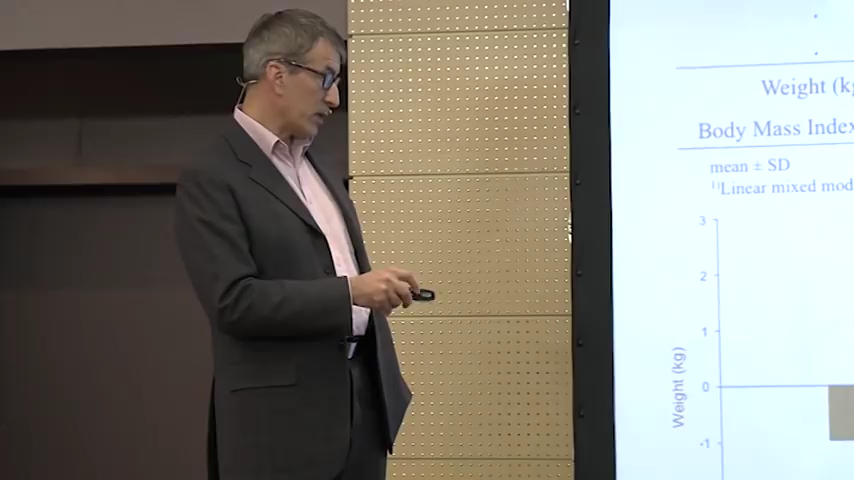 Weight (kg
Body Mass Index
mean ± SD
¹⁾Linear mixed mod
3
2
1
0
-1
Weight (kg)